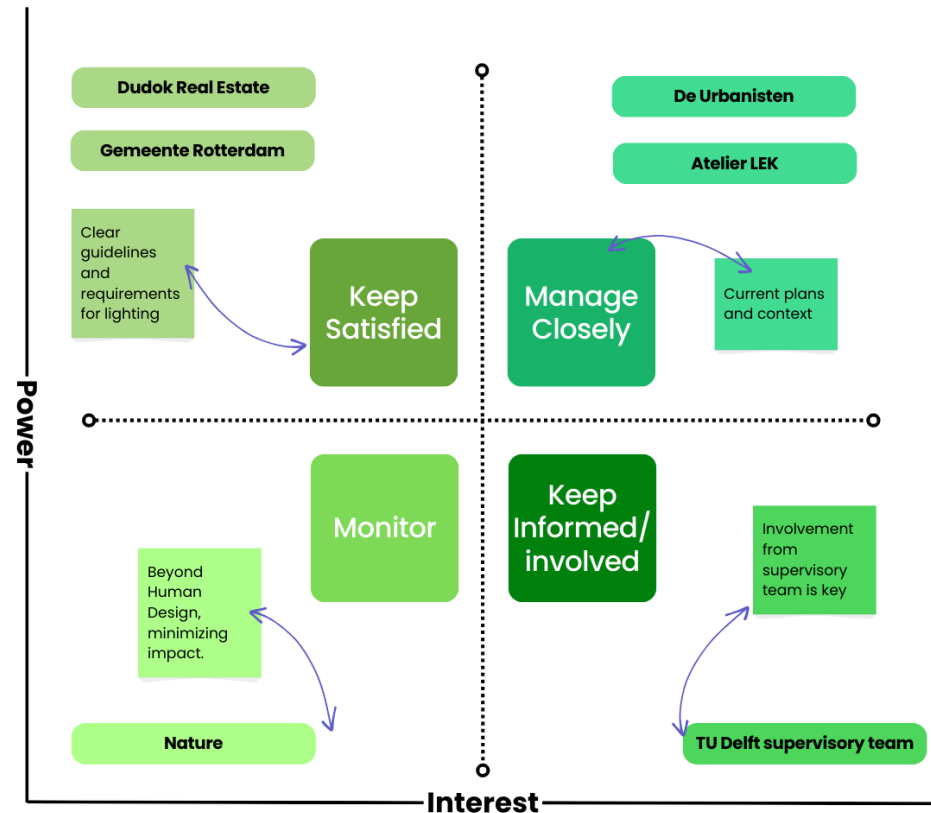 Dudok Real Estate
Gemeente Rotterdam
Clear
guidelines
and
requirements
for lighting
Keep
Satisfied
De Urbanisten
Atelier LEK
Manage
Closely
Current plans
and context
Power
Monitor
Beyond
Human
Design,
minimizing
impact.
Nature
Keep
Informed/
involved
Involvement
from
supervisory
team is key
TU Delft supervisory team
Interest